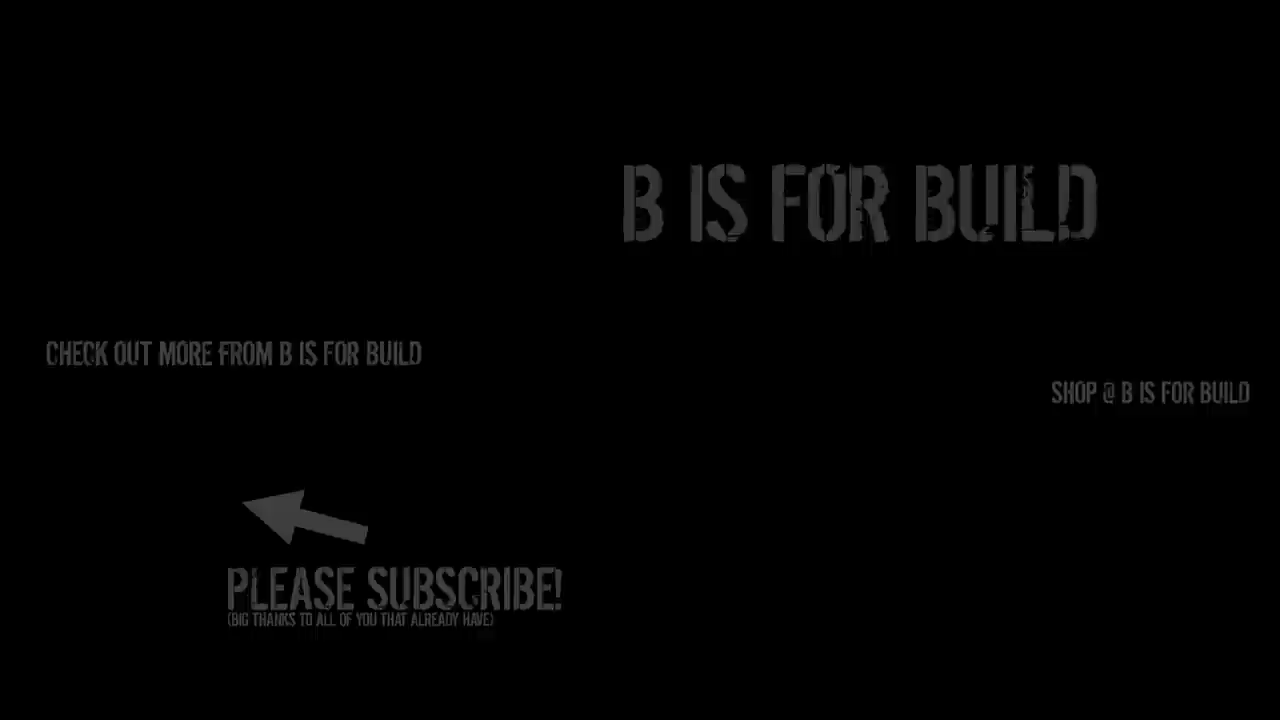 B IS FOR BUILD
CHECK OUT MORE FROM B IS FOR BUILD
SHOP @ B IS FOR BUILD
PLEASE SUBSCRIBE!
(BIG THANKS TO ALL OF YOU THAT ALREADY HAVE)